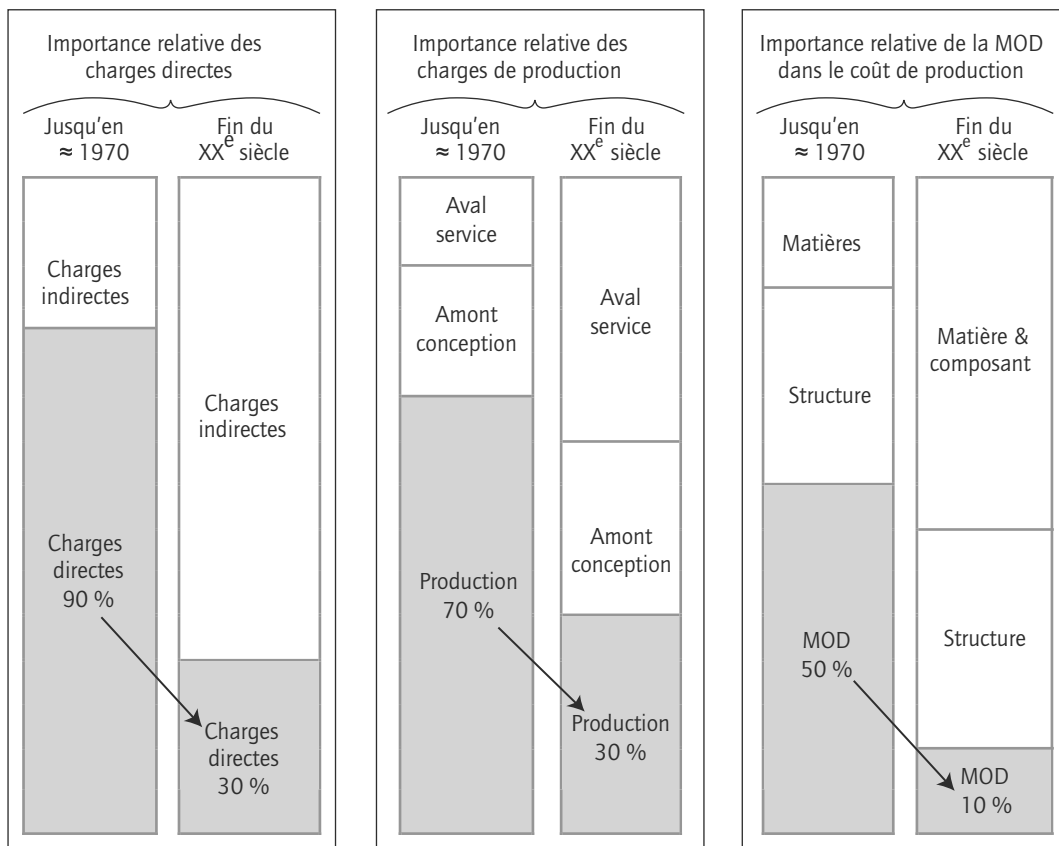 Importance relative des
charges directes
Jusqu'en
≈ 1970
Fin du
XXe siècle
Charges
indirectes
Charges
directes
90 %
Charges
indirectes
Charges
directes
30 %
Importance relative des
charges de production
Jusqu'en
≈ 1970
Fin du
XXe siècle
Aval
service
Amont
conception
Production
70 %
Aval
service
Amont
conception
Production
30 %
Importance relative de la MOD
dans le coût de production
Jusqu'en
≈ 1970
Fin du
XXe siècle
Matières
Structure
MOD
50 %
Matière &
composant
Structure
MOD
10 %